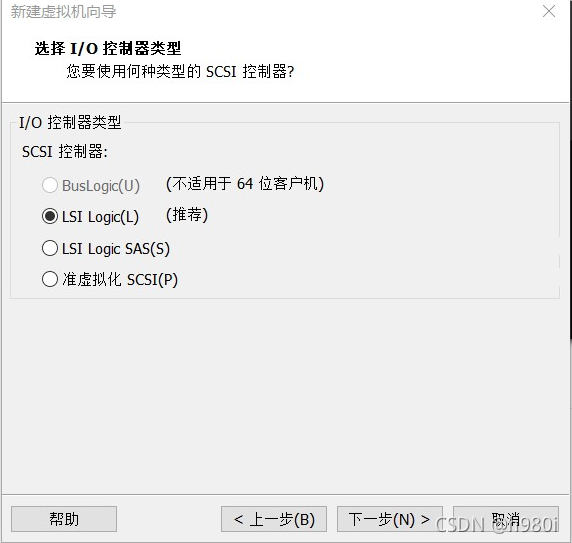 新建虚拟机向导
选择 I/O 控制器类型
您要使用何种类型的 SCSI 控制器?
I/O 控制器类型
SCSI 控制器:
BusLogic(U) (不适用于 64 位客户机)
LSI Logic(L) (推荐)
LSI Logic SAS(S)
准虚拟化 SCSI(P)
帮助 < 上一步(B) 下一步(N) > 取消
CSDN @n980i